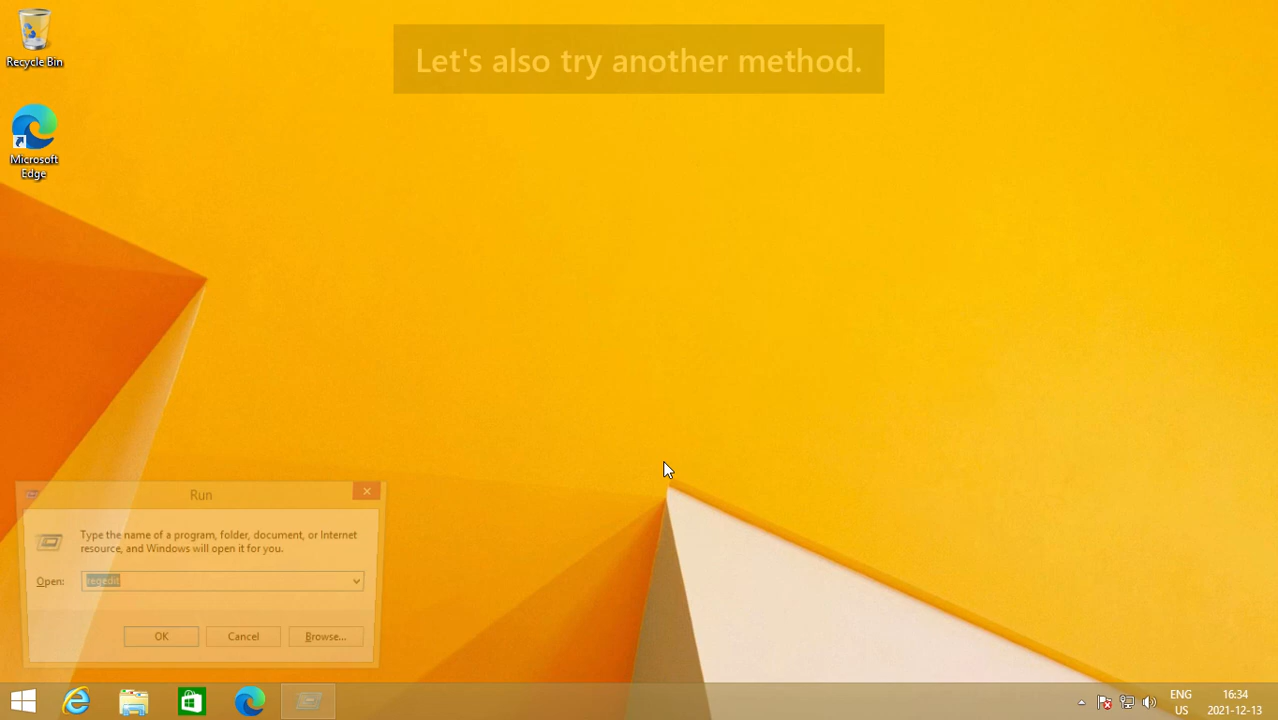 Let's also try another method.
Recycle Bin
Microsoft
Edge
Run
Type the name of a program, folder, document, or Internet
resource, and Windows will open it for you.
Open:
regedit
OK
Cancel
Browse...
ENG
US
16:34
2021-12-13